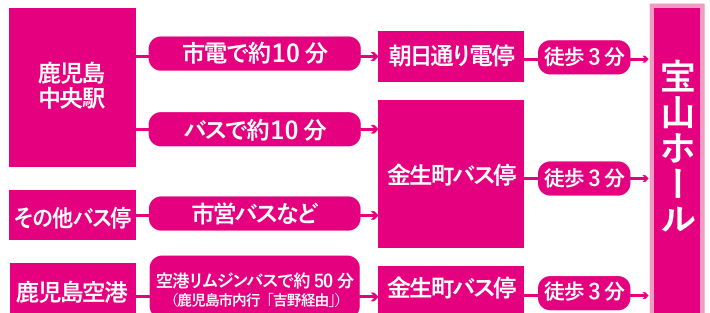 鹿児島
中央駅
市電で約10分
朝日通り電停
徒歩3分
バスで約10分
金生町バス停
徒歩3分
その他バス停
市営バスなど
鹿児島空港
空港リムジンバスで約50分
（鹿児島市内行「吉野経由」）
金生町バス停
徒歩3分
宝山ホール